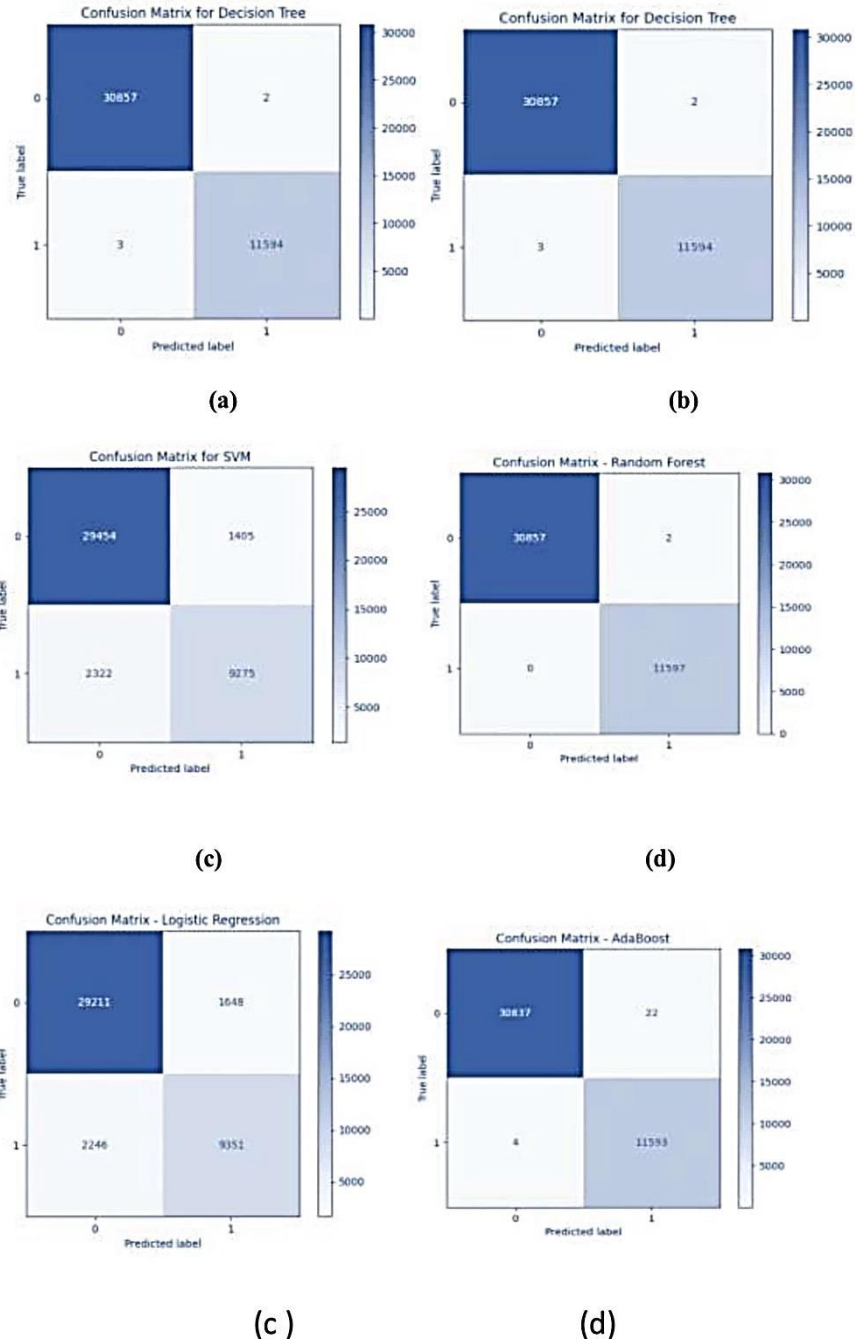 Confusion Matrix for Decision Tree
30857 2
3 11594
0
1
True label
0 1
Predicted label
30000
25000
20000
15000
10000
5000
(a)
Confusion Matrix for Decision Tree
30857 2
3 11594
0
1
True label
0 1
Predicted label
30000
25000
20000
15000
10000
5000
(b)
Confusion Matrix for SVM
29454 1405
2322 9275
0
1
True label
0 1
Predicted label
25000
20000
15000
10000
5000
(c)
Confusion Matrix - Random Forest
30857 2
0 11597
0
1
True label
0 1
Predicted label
30000
25000
20000
15000
10000
5000
0
(d)
Confusion Matrix - Logistic Regression
29211 1648
2246 9351
0
1
True label
0 1
Predicted label
25000
20000
15000
10000
5000
(c )
Confusion Matrix - AdaBoost
30837 22
4 11593
0
1
True label
0 1
Predicted label
30000
25000
20000
15000
10000
5000
(d)